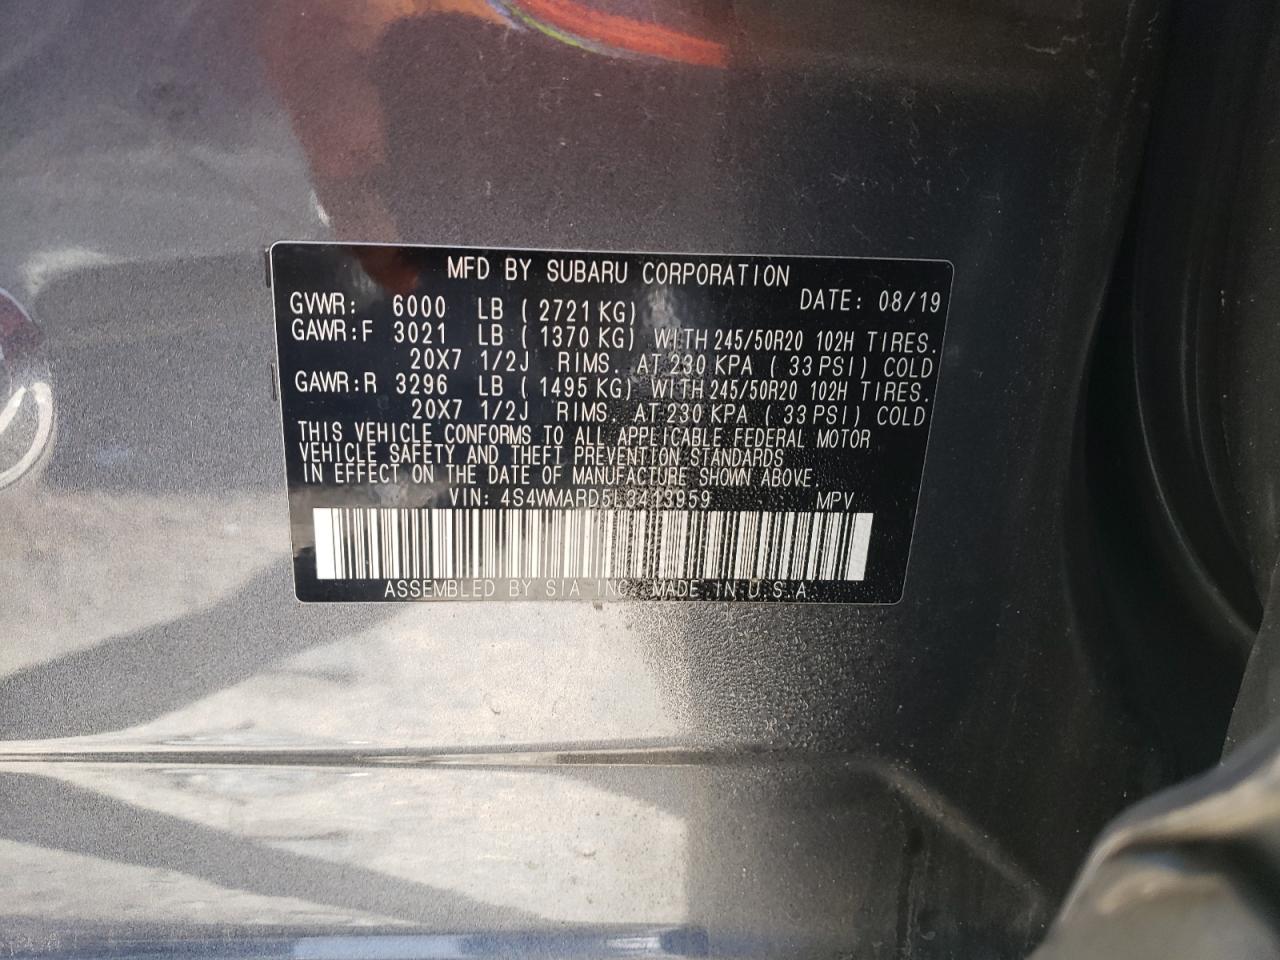 MFD BY SUBARU CORPORATION
GVWR: 6000 LB ( 2721 KG) DATE: 08/19
GAWR:F 3021 LB ( 1370 KG) WITH 245/50R20 102H TIRES.
20X7 1/2J RIMS. AT 230 KPA ( 33 PSI) COLD
GAWR:R 3296 LB ( 1495 KG) WITH 245/50R20 102H TIRES.
20X7 1/2J RIMS. AT 230 KPA ( 33 PSI) COLD
THIS VEHICLE CONFORMS TO ALL APPLICABLE FEDERAL MOTOR
VEHICLE SAFETY AND THEFT PREVENTION STANDARDS
IN EFFECT ON THE DATE OF MANUFACTURE SHOWN ABOVE.
VIN: 4S4WMARD5L3413959 MPV
ASSEMBLED BY SIA INC. MADE IN U.S.A.